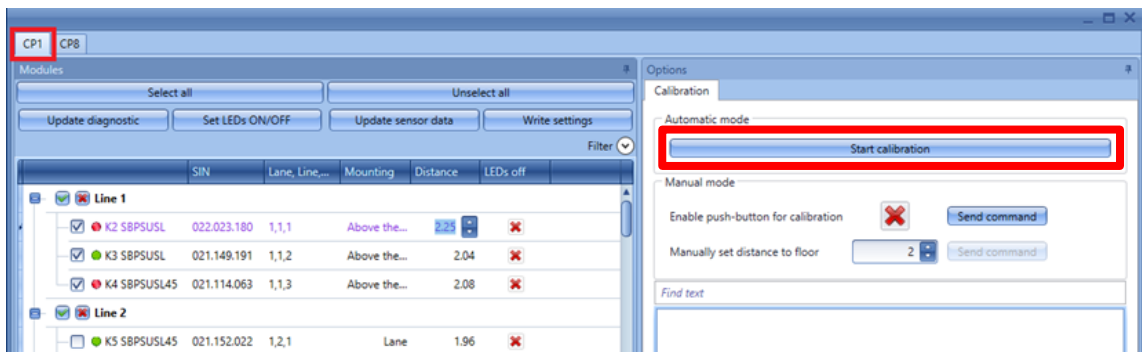 CP1 CP8
Modules
Select all Unselect all
Update diagnostic Set LEDs ON/OFF Update sensor data Write settings
Filter
SIN Lane, Line,... Mounting Distance LEDs off
Line 1
K2 SBPSUSL 022.023.180 1,1,1 Above the... 2.25
K3 SBPSUSL 021.149.191 1,1,2 Above the... 2.04
K4 SBPSUSL45 021.114.063 1,1,3 Above the... 2.08
Line 2
K5 SBPSUSL45 021.152.022 1,2,1 Lane 1.96
Options
Calibration
Automatic mode
Start calibration
Manual mode
Enable push-button for calibration Send command
Manually set distance to floor 2 Send command
Find text